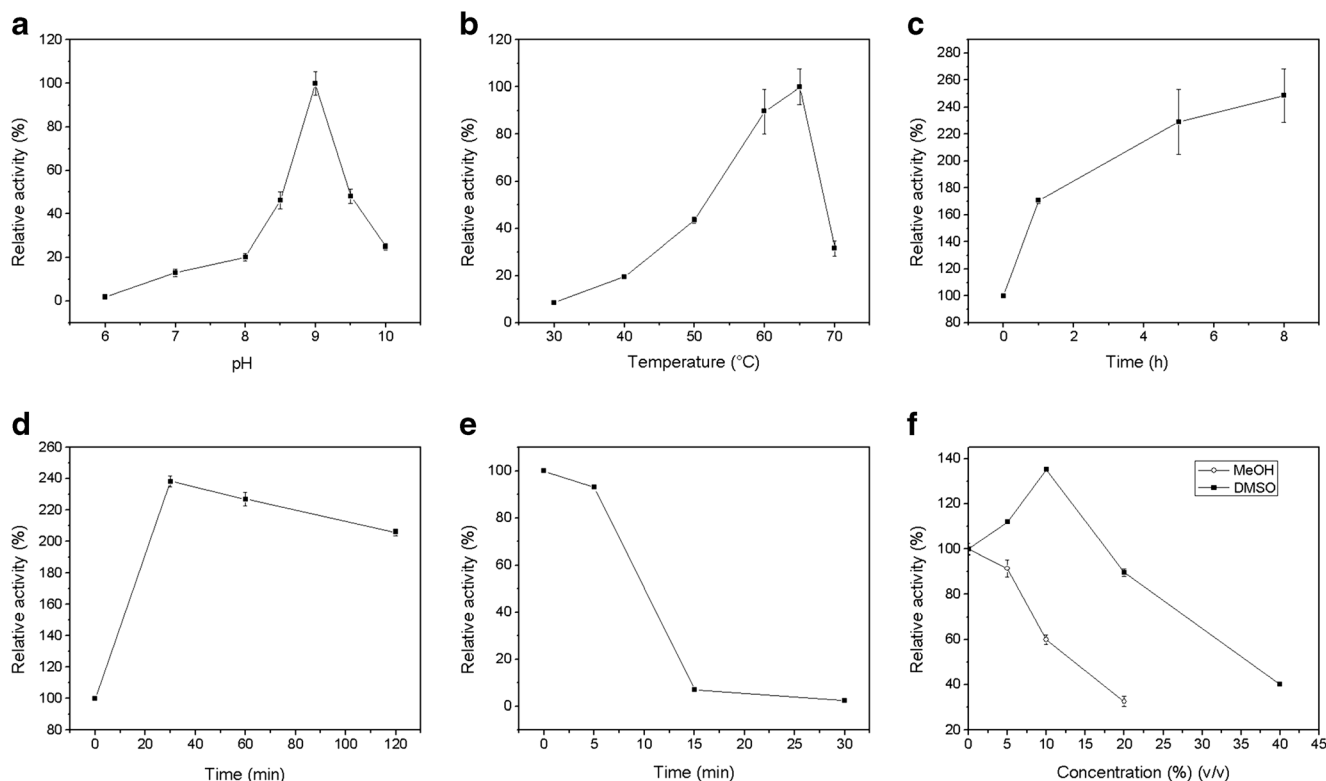 a
120
100
80
60
40
20
0
Relative activity (%)
6 7 8 9 10
pH
b
120
100
80
60
40
20
0
Relative activity (%)
30 40 50 60 70
Temperature (°C)
c
280
260
240
220
200
180
160
140
120
100
80
Relative activity (%)
0 2 4 6 8
Time (h)
d
260
240
220
200
180
160
140
120
100
80
Relative activity (%)
0 20 40 60 80 100 120
Time (min)
e
100
80
60
40
20
0
Relative activity (%)
0 5 10 15 20 25 30
Time (min)
f
140
120
100
80
60
40
20
Relative activity (%)
MeOH
DMSO
0 5 10 15 20 25 30 35 40 45
Concentration (%) (v/v)